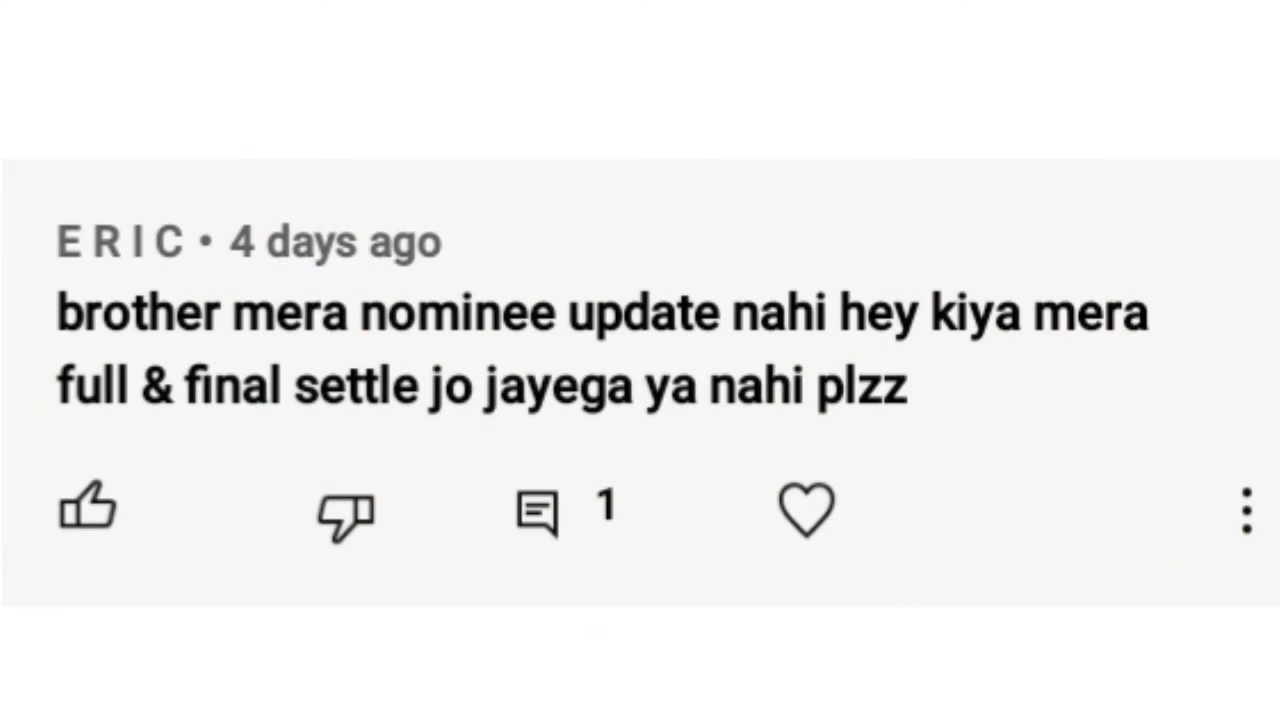 E R I C • 4 days ago
brother mera nominee update nahi hey kiya mera
full & final settle jo jayega ya nahi plzz
1